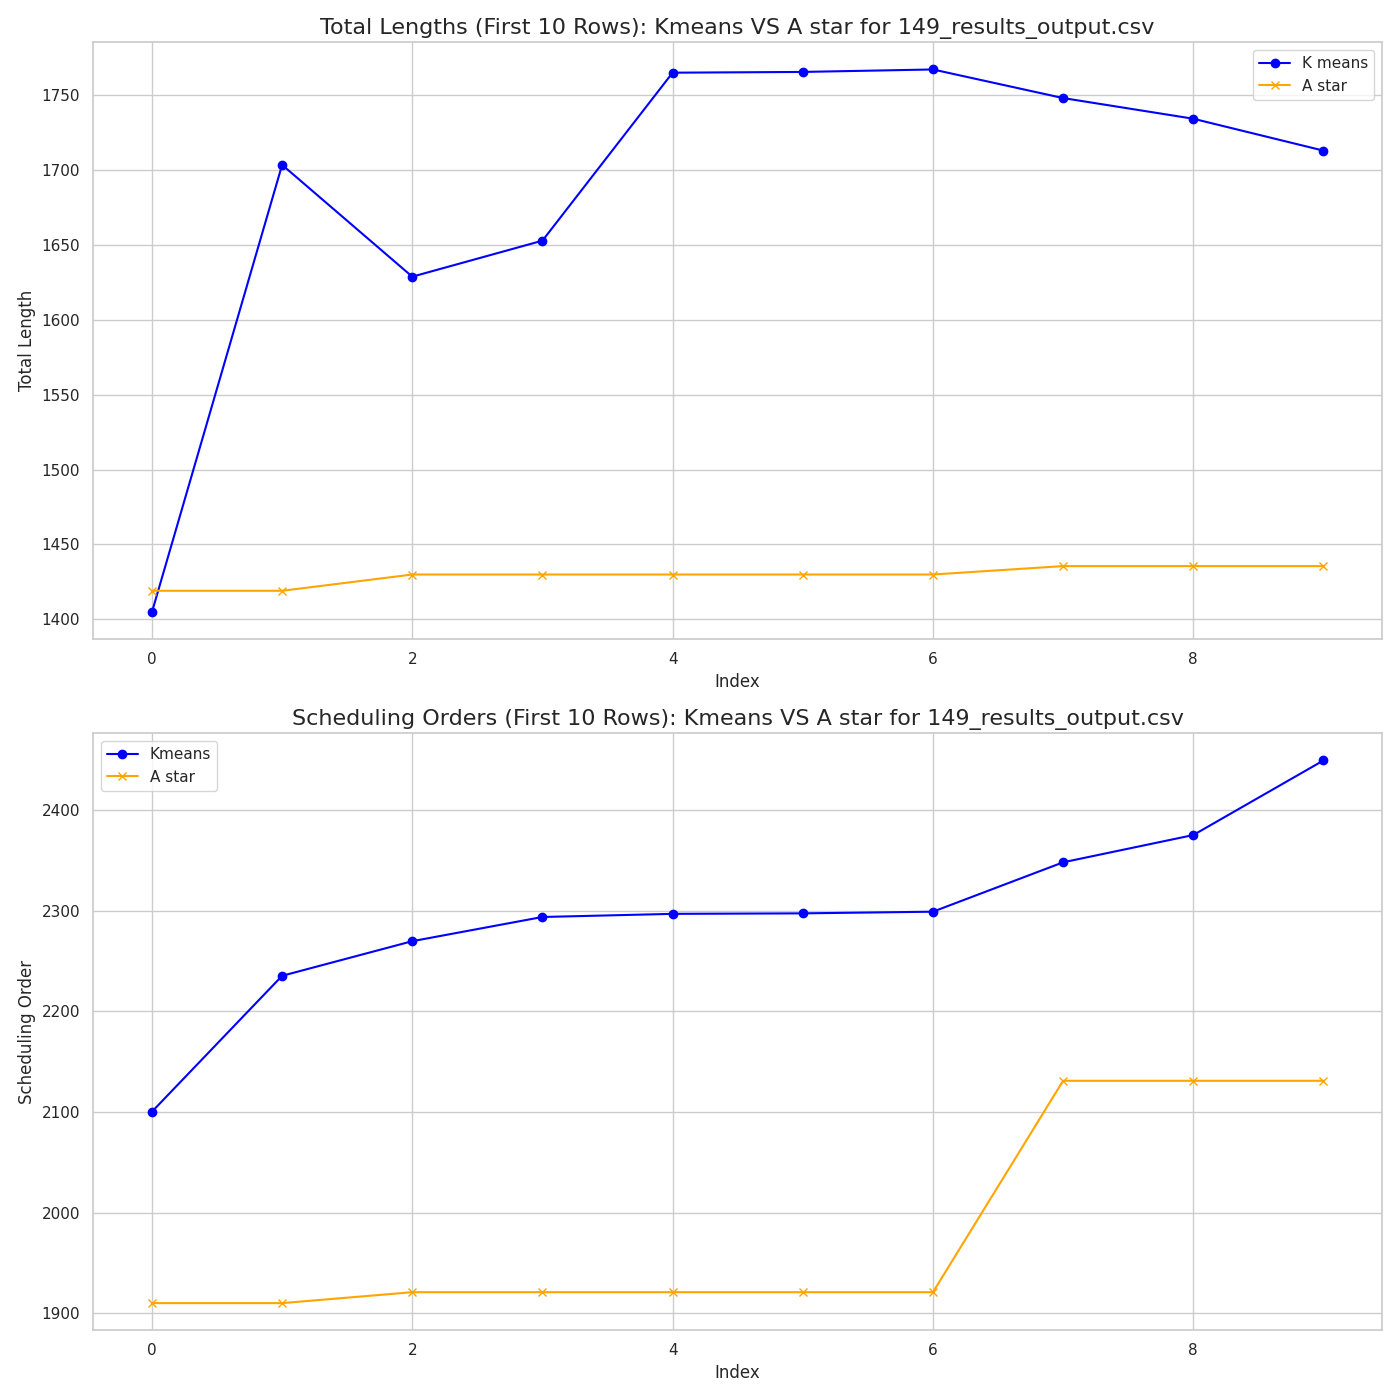 Total Lengths (First 10 Rows): Kmeans VS A star for 149_results_output.csv
K means
A star
1750
1700
1650
1600
1550
1500
1450
1400
Total Length
0 2 4 6 8
Index
Scheduling Orders (First 10 Rows): Kmeans VS A star for 149_results_output.csv
Kmeans
A star
2400
2300
2200
2100
2000
1900
Scheduling Order
0 2 4 6 8
Index